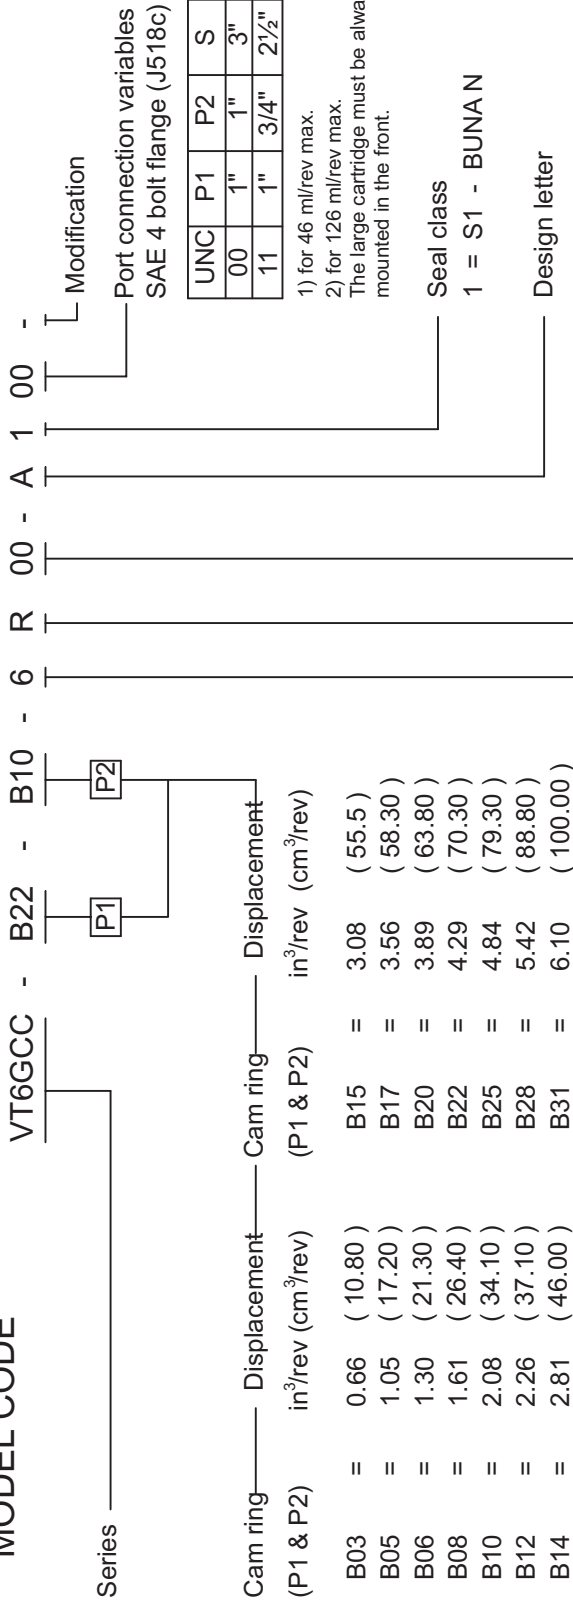 MODEL CODE
VT6GCC - B22 - B10 - 6 R 00 - A 1 00 -
P1 P2
Series
Modification
Port connection variables
SAE 4 bolt flange (J518c)
UNC P1 P2 S
00 1" 1" 3"
11 1" 3/4" 2½"
1) for 46 ml/rev max.
2) for 126 ml/rev max.
The large cartridge must be alwa
mounted in the front.
Seal class
1 = S1 - BUNA N
Design letter
Cam ring Displacement Cam ring Displacement
(P1 & P2) in³/rev (cm³/rev) (P1 & P2) in³/rev (cm³/rev)
B03 = 0.66 ( 10.80 ) B15 = 3.08 ( 55.5 )
B05 = 1.05 ( 17.20 ) B17 = 3.56 ( 58.30 )
B06 = 1.30 ( 21.30 ) B20 = 3.89 ( 63.80 )
B08 = 1.61 ( 26.40 ) B22 = 4.29 ( 70.30 )
B10 = 2.08 ( 34.10 ) B25 = 4.84 ( 79.30 )
B12 = 2.26 ( 37.10 ) B28 = 5.42 ( 88.80 )
B14 = 2.81 ( 46.00 ) B31 = 6.10 ( 100.00 )